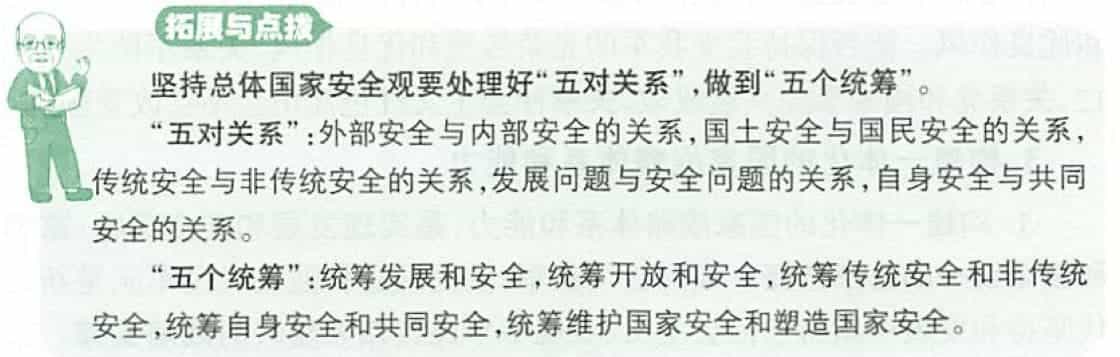 拓展与点拨
坚持总体国家安全观要处理好“五对关系”,做到“五个统筹”。
“五对关系”:外部安全与内部安全的关系,国土安全与国民安全的关系,
传统安全与非传统安全的关系,发展问题与安全问题的关系,自身安全与共同
安全的关系。
“五个统筹”:统筹发展和安全,统筹开放和安全,统筹传统安全和非传统
安全,统筹自身安全和共同安全,统筹维护国家安全和塑造国家安全。